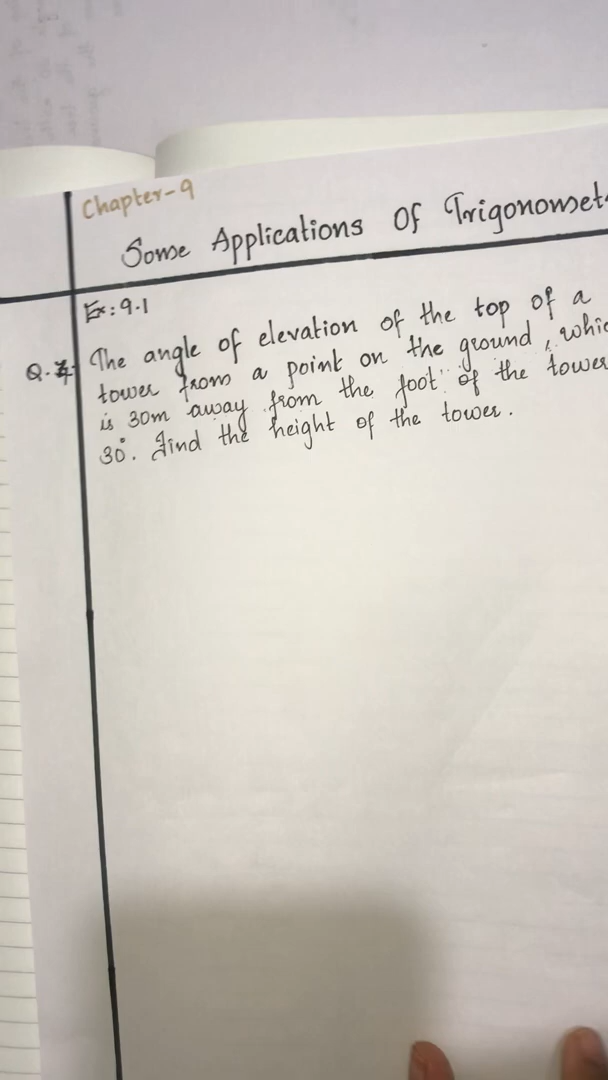 Chapter-9
Some Applications Of Trigonomet
Ex:9.1
Q.4 The angle of elevation of the top of a
tower from a point on the ground, whic
is 30m away from the foot of the tower
30°. Find the height of the tower.